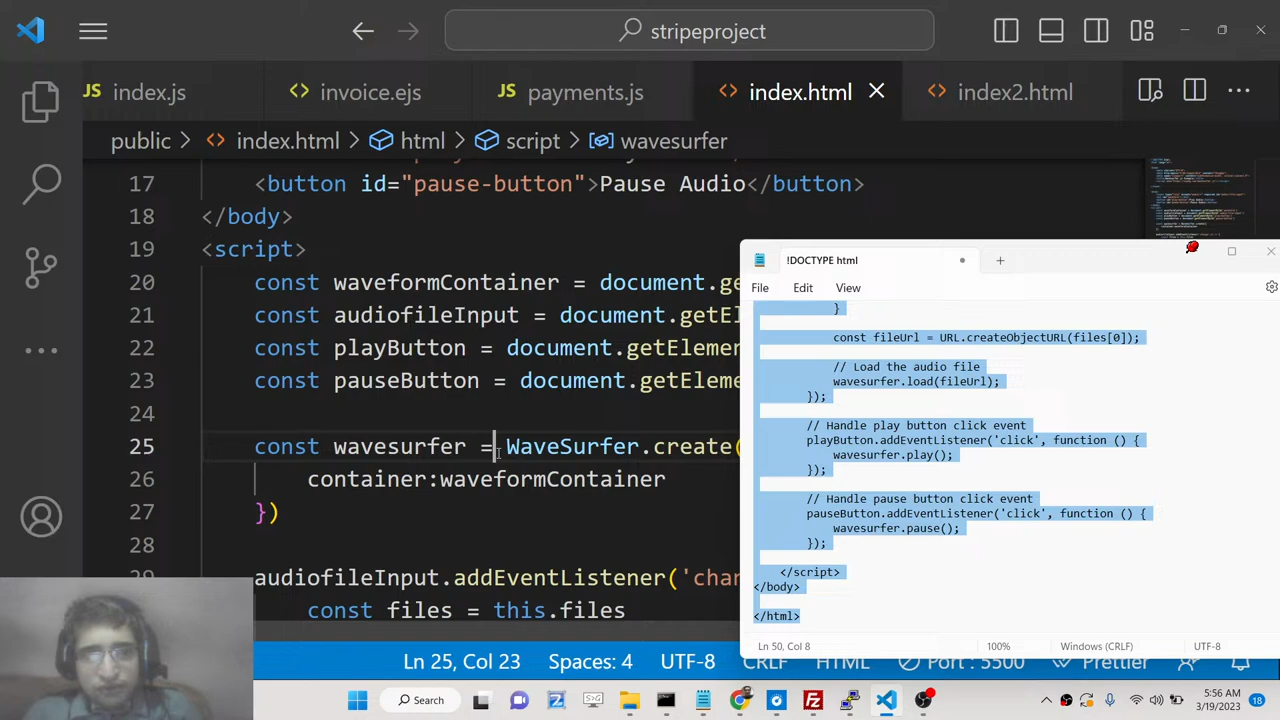 stripeproject
index.js
invoice.ejs
payments.js
index.html
index2.html
public > index.html > html > script > wavesurfer
17 <button id="pause-button">Pause Audio</button>
18 </body>
19 <script>
20 const waveformContainer = document.ge
21 const audiofileInput = document.getEl
22 const playButton = document.getElemen
23 const pauseButton = document.getEleme
24
25 const wavesurfer = WaveSurfer.create(
26 container:waveformContainer
27 })
28
29 audiofileInput.addEventListener('chan
const files = this.files
Ln 25, Col 23
Spaces: 4
UTF-8
CRLF
HTML
Port : 5500
Prettier
!DOCTYPE html
File
Edit
View
}
const fileUrl = URL.createObjectURL(files[0]);
// Load the audio file
wavesurfer.load(fileUrl);
});
// Handle play button click event
playButton.addEventListener('click', function () {
wavesurfer.play();
});
// Handle pause button click event
pauseButton.addEventListener('click', function () {
wavesurfer.pause();
});
</script>
</body>
</html>
Ln 50, Col 8
100%
Windows (CRLF)
UTF-8
Search
5:56 AM
3/19/2023
18